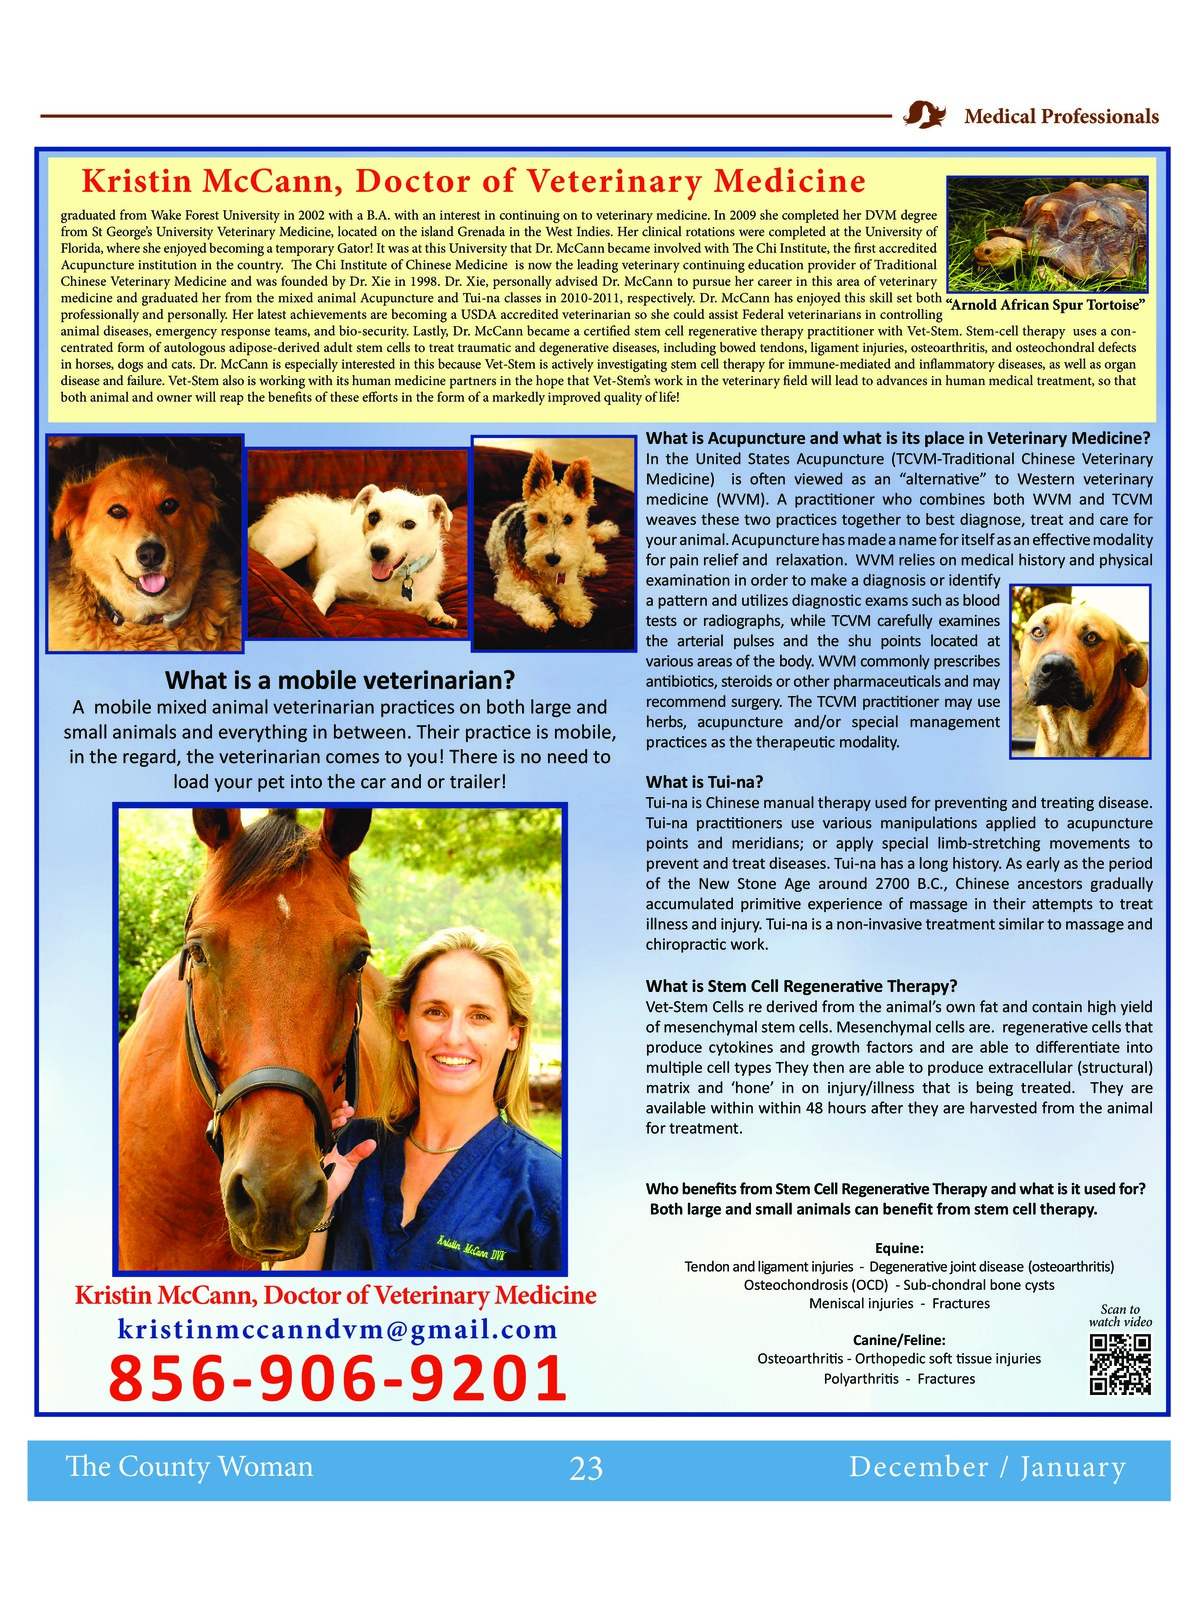 Medical Professionals
Kristin McCann, Doctor of Veterinary Medicine
graduated from Wake Forest University in 2002 with a B.A. with an interest in continuing on to veterinary medicine. In 2009 she completed her DVM degree
from St George's University Veterinary Medicine, located on the island Grenada in the West Indies. Her clinical rotations were completed at the University of
Florida, where she enjoyed becoming a temporary Gator! It was at this University that Dr. McCann became involved with The Chi Institute, the first accredited
Acupuncture institution in the country. The Chi Institute of Chinese Medicine is now the leading veterinary continuing education provider of Traditional
Chinese Veterinary Medicine and was founded by Dr. Xie in 1998. Dr. Xie, personally advised Dr. McCann to pursue her career in this area of veterinary
medicine and graduated her from the mixed animal Acupuncture and Tui-na classes in 2010-2011, respectively. Dr. McCann has enjoyed this skill set both
professionally and personally. Her latest achievements are becoming a USDA accredited veterinarian so she could assist Federal veterinarians in controlling
animal diseases, emergency response teams, and bio-security. Lastly, Dr. McCann became a certified stem cell regenerative therapy practitioner with Vet-Stem. Stem-cell therapy uses a con-
centrated form of autologous adipose-derived adult stem cells to treat traumatic and degenerative diseases, including bowed tendons, ligament injuries, osteoarthritis, and osteochondral defects
in horses, dogs and cats. Dr. McCann is especially interested in this because Vet-Stem is actively investigating stem cell therapy for immune-mediated and inflammatory diseases, as well as organ
disease and failure. Vet-Stem also is working with its human medicine partners in the hope that Vet-Stem's work in the veterinary field will lead to advances in human medical treatment, so that
both animal and owner will reap the benefits of these efforts in the form of a markedly improved quality of life!
"Arnold African Spur Tortoise"
What is a mobile veterinarian?
A mobile mixed animal veterinarian practices on both large and
small animals and everything in between. Their practice is mobile,
in the regard, the veterinarian comes to you! There is no need to
load your pet into the car and or trailer!
Kristin McCann DVM
Kristin McCann, Doctor of Veterinary Medicine
kristinmccanndvm@gmail.com
856-906-9201
What is Acupuncture and what is its place in Veterinary Medicine?
In the United States Acupuncture (TCVM-Traditional Chinese Veterinary
Medicine) is often viewed as an "alternative" to Western veterinary
medicine (WVM). A practitioner who combines both WVM and TCVM
weaves these two practices together to best diagnose, treat and care for
your animal. Acupuncture has made a name for itself as an effective modality
for pain relief and relaxation. WVM relies on medical history and physical
examination in order to make a diagnosis or identify
a pattern and utilizes diagnostic exams such as blood
tests or radiographs, while TCVM carefully examines
the arterial pulses and the shu points located at
various areas of the body. WVM commonly prescribes
antibiotics, steroids or other pharmaceuticals and may
recommend surgery. The TCVM practitioner may use
herbs, acupuncture and/or special management
practices as the therapeutic modality.
What is Tui-na?
Tui-na is Chinese manual therapy used for preventing and treating disease.
Tui-na practitioners use various manipulations applied to acupuncture
points and meridians; or apply special limb-stretching movements to
prevent and treat diseases. Tui-na has a long history. As early as the period
of the New Stone Age around 2700 B.C., Chinese ancestors gradually
accumulated primitive experience of massage in their attempts to treat
illness and injury. Tui-na is a non-invasive treatment similar to massage and
chiropractic work.
What is Stem Cell Regenerative Therapy?
Vet-Stem Cells re derived from the animal's own fat and contain high yield
of mesenchymal stem cells. Mesenchymal cells are. regenerative cells that
produce cytokines and growth factors and are able to differentiate into
multiple cell types They then are able to produce extracellular (structural)
matrix and 'hone' in on injury/illness that is being treated. They are
available within within 48 hours after they are harvested from the animal
for treatment.
Who benefits from Stem Cell Regenerative Therapy and what is it used for?
Both large and small animals can benefit from stem cell therapy.
Equine:
Tendon and ligament injuries - Degenerative joint disease (osteoarthritis)
Osteochondrosis (OCD) - Sub-chondral bone cysts
Meniscal injuries - Fractures
Canine/Feline:
Osteoarthritis - Orthopedic soft tissue injuries
Polyarthritis - Fractures
Scan to
watch video
The County Woman 23 December / January